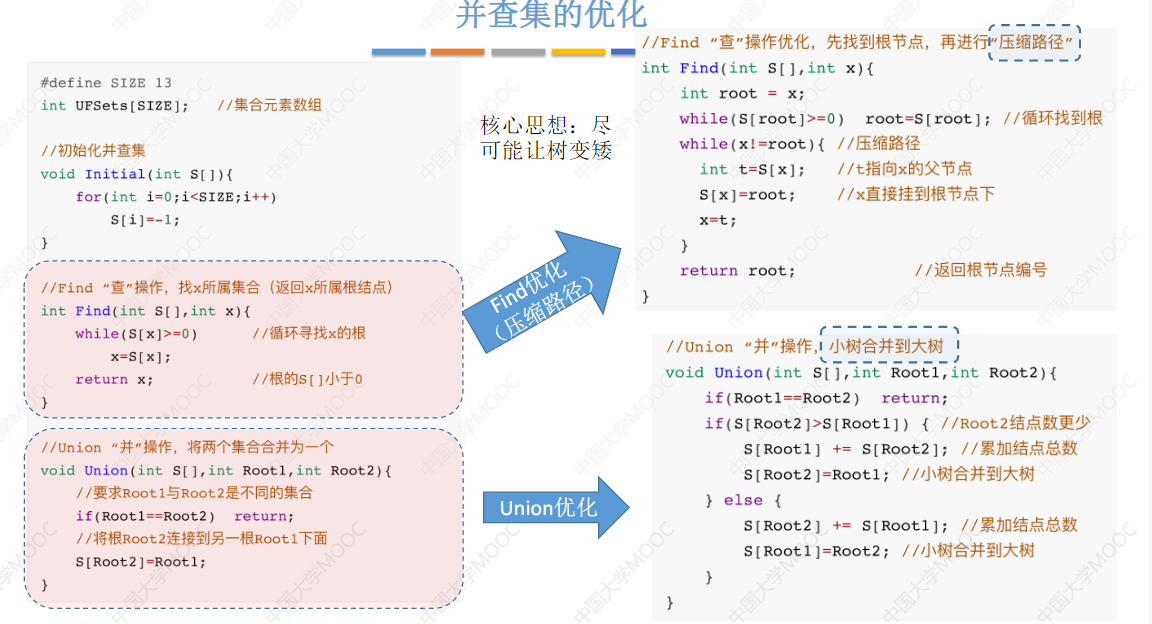 并查集的优化
#define SIZE 13
int UFSets[SIZE];   //集合元素数组
//初始化并查集
void Initial(int S[]){
    for(int i=0;i<SIZE;i++)
        S[i]=-1;
}
//Find “查”操作，找x所属集合（返回x所属根结点）
int Find(int S[],int x){
    while(S[x]>=0)      //循环寻找x的根
        x=S[x];
    return x;           //根的S[]小于0
}
//Union “并”操作，将两个集合合并为一个
void Union(int S[],int Root1,int Root2){
    //要求Root1与Root2是不同的集合
    if(Root1==Root2)  return;
    //将根Root2连接到另一根Root1下面
    S[Root2]=Root1;
}
核心思想：尽
可能让树变矮
Find优化
（压缩路径）
Union优化
//Find “查”操作优化，先找到根节点，再进行“压缩路径”
int Find(int S[],int x){
    int root = x;
    while(S[root]>=0)  root=S[root]; //循环找到根
    while(x!=root){ //压缩路径
        int t=S[x];   //t指向x的父节点
        S[x]=root;    //x直接挂到根节点下
        x=t;
    }
    return root;          //返回根节点编号
}
//Union “并”操作，小树合并到大树
void Union(int S[],int Root1,int Root2){
    if(Root1==Root2)  return;
    if(S[Root2]>S[Root1]) { //Root2结点数更少
        S[Root1] += S[Root2]; //累加结点总数
        S[Root2]=Root1; //小树合并到大树
    } else {
        S[Root2] += S[Root1]; //累加结点总数
        S[Root1]=Root2; //小树合并到大树
    }
}
中国大学MOOC